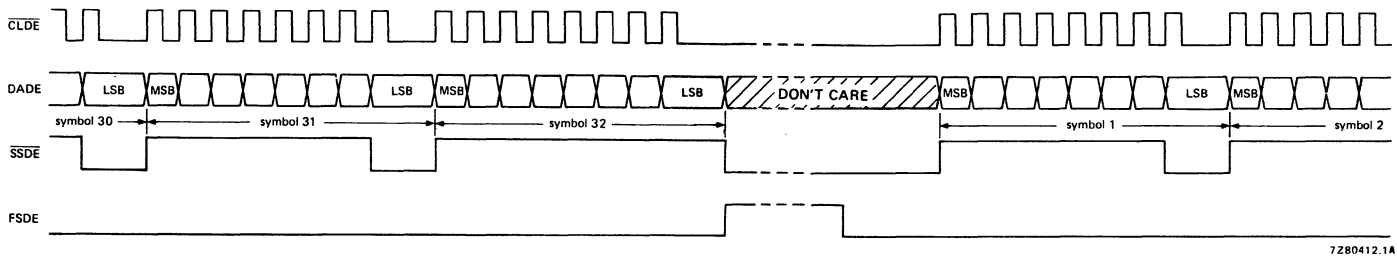 CLDE
DADE
LSB
MSB
LSB
MSB
LSB
DON'T CARE
MSB
LSB
MSB
symbol 30
symbol 31
symbol 32
symbol 1
symbol 2
SSDE
FSDE
7Z80412.1A